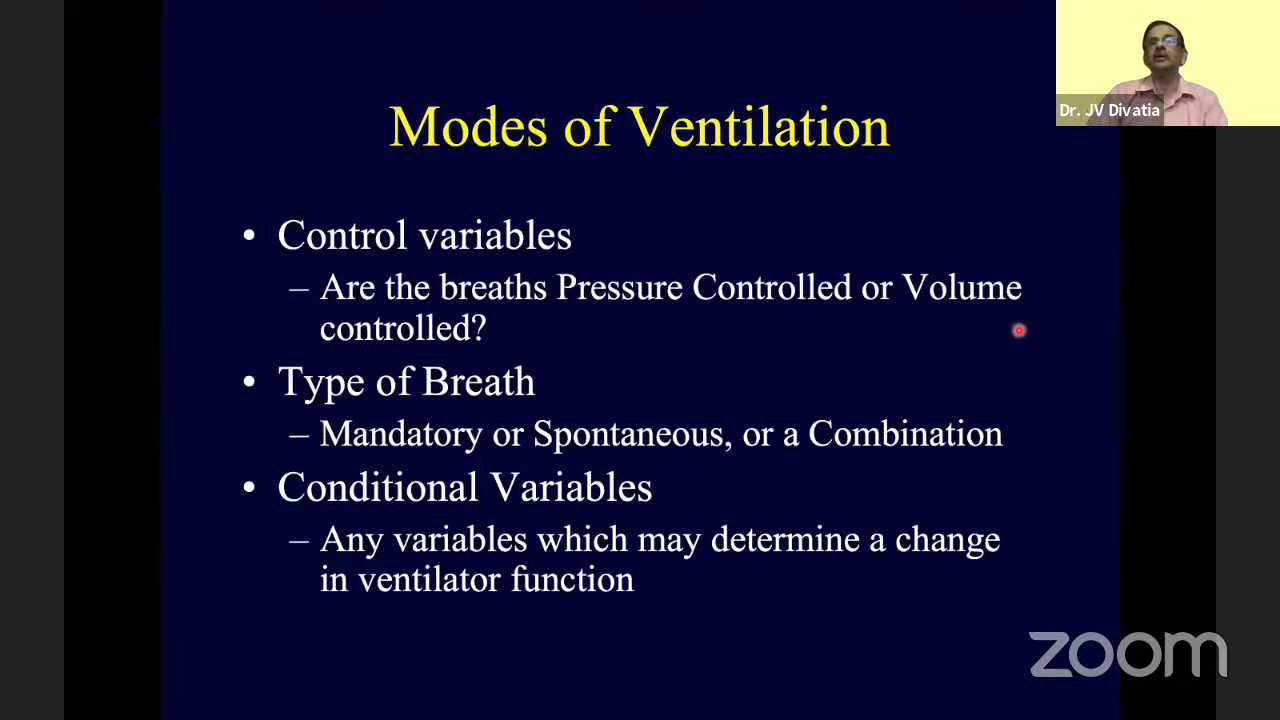 Dr. JV Divatia
Modes of Ventilation
• Control variables
– Are the breaths Pressure Controlled or Volume
controlled?
• Type of Breath
– Mandatory or Spontaneous, or a Combination
• Conditional Variables
– Any variables which may determine a change
in ventilator function
zoom